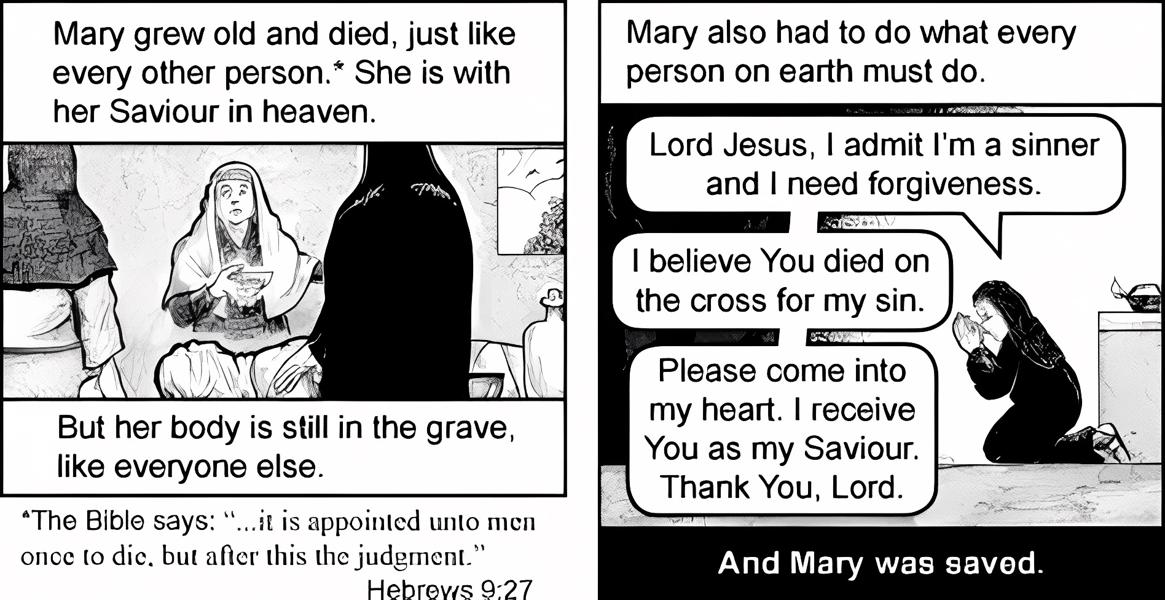 Mary grew old and died, just like
every other person.* She is with
her Saviour in heaven.
But her body is still in the grave,
like everyone else.
*The Bible says: “...it is appointed unto men
once to die, but after this the judgment.”
Hebrews 9:27
Mary also had to do what every
person on earth must do.
Lord Jesus, I admit I'm a sinner
and I need forgiveness.
I believe You died on
the cross for my sin.
Please come into
my heart. I receive
You as my Saviour.
Thank You, Lord.
And Mary was saved.